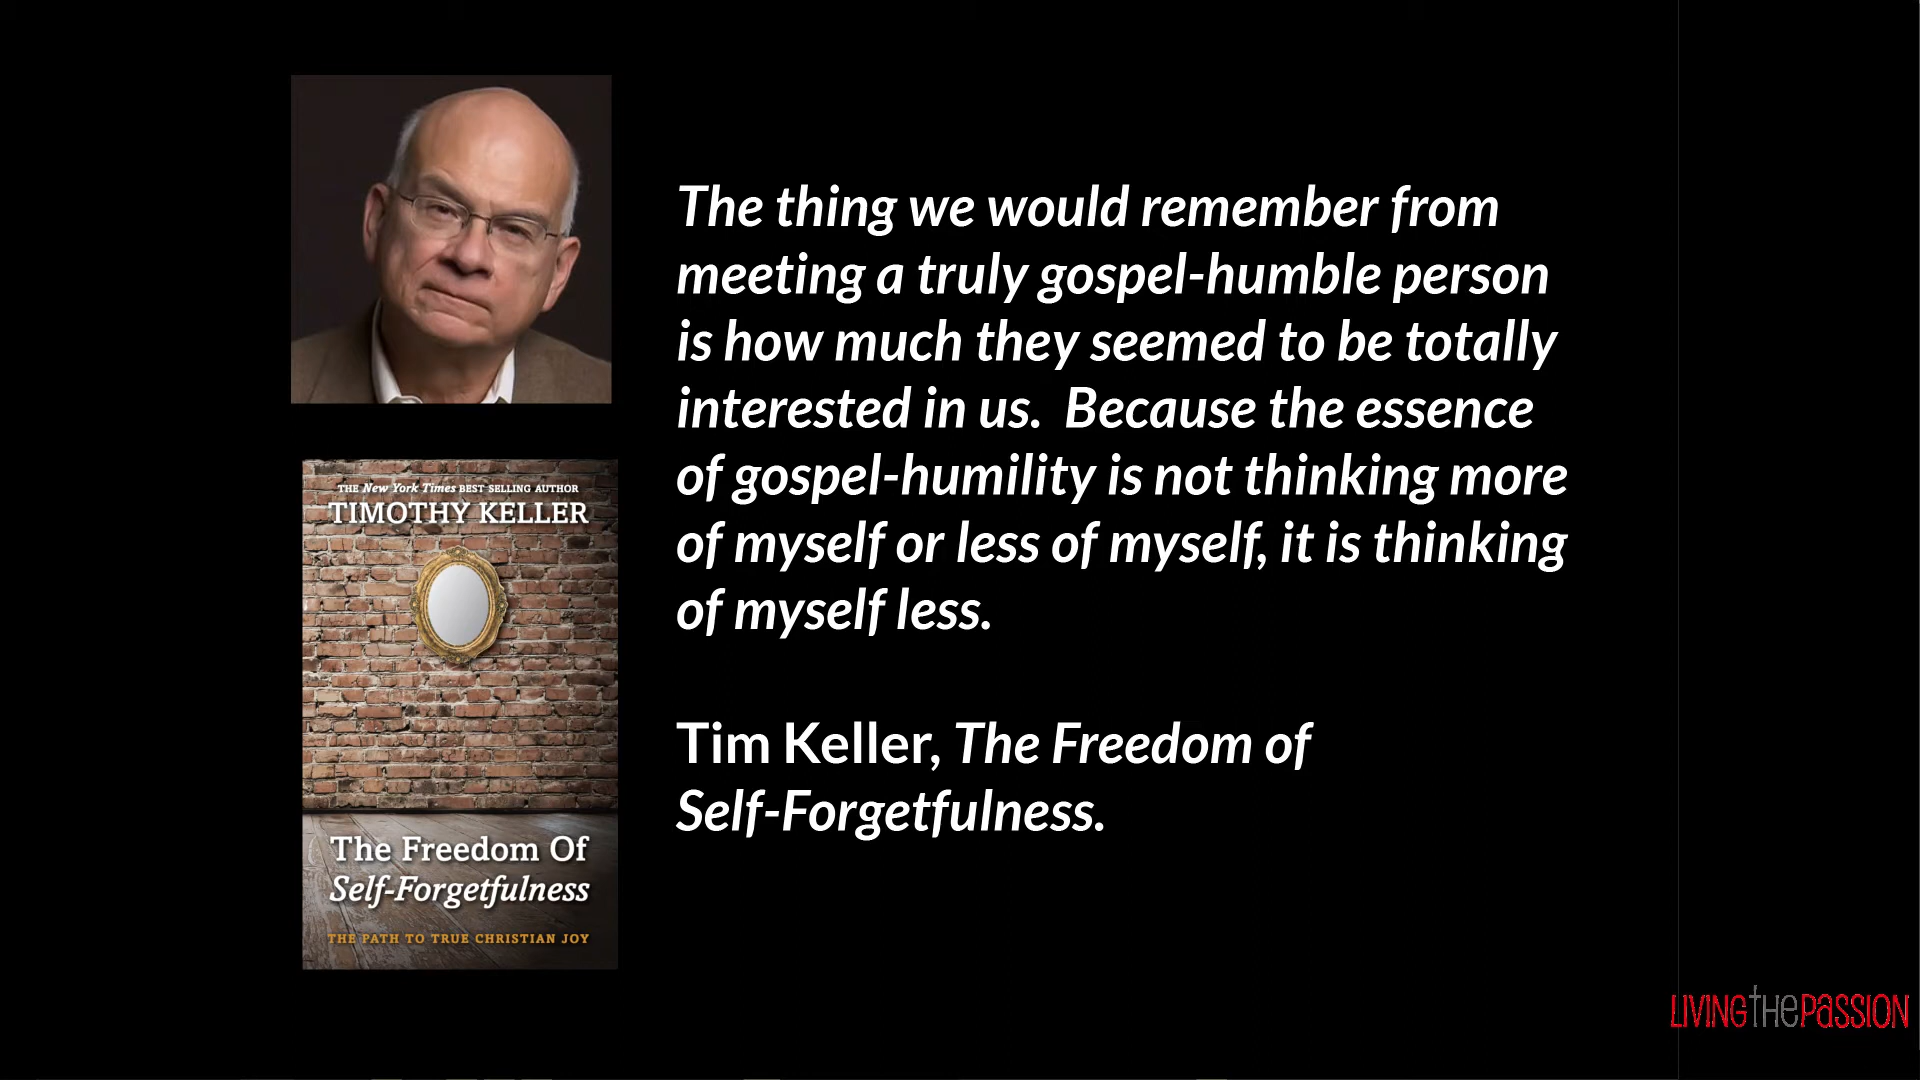 The thing we would remember from
meeting a truly gospel-humble person
is how much they seemed to be totally
interested in us.  Because the essence
of gospel-humility is not thinking more
of myself or less of myself, it is thinking
of myself less.
Tim Keller, The Freedom of
Self-Forgetfulness.
THE New York Times BEST SELLING AUTHOR
TIMOTHY KELLER
The Freedom Of
Self-Forgetfulness
THE PATH TO TRUE CHRISTIAN JOY
LIVINGTHePaSSION